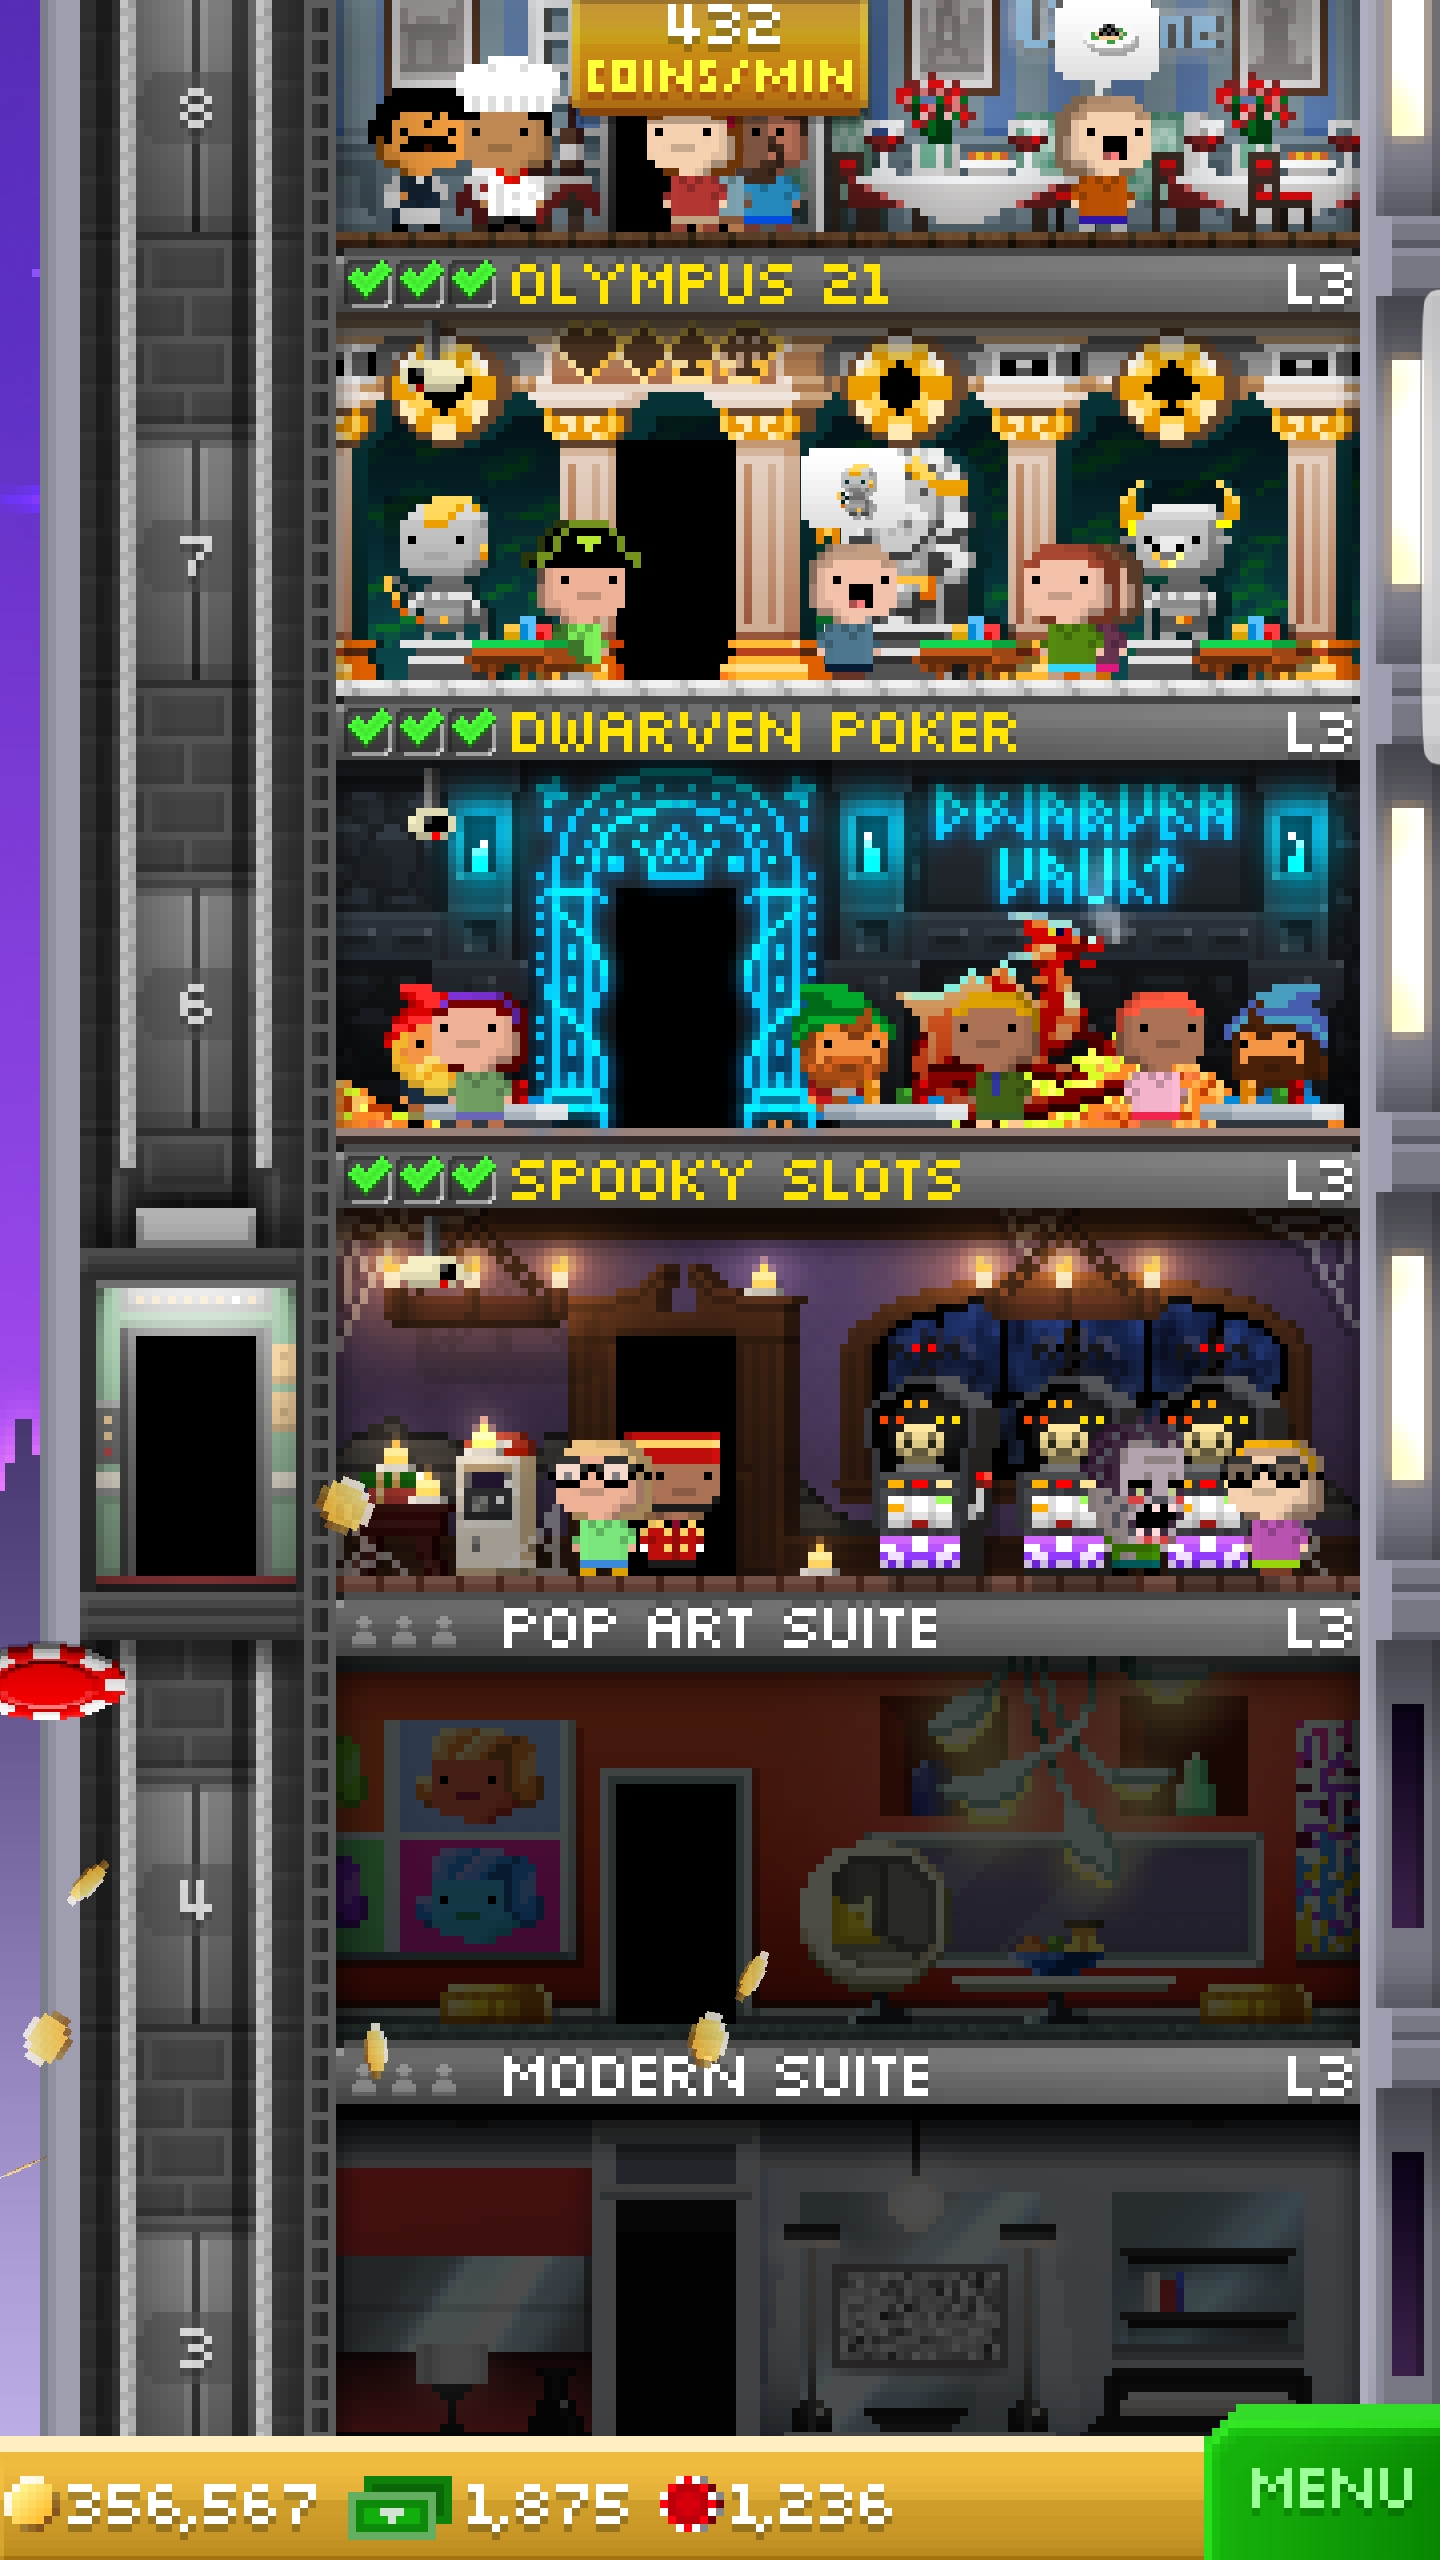 432
COINS/MIN
8
OLYMPUS 21 L3
7
DWARVEN POKER L3
DWARVEN
VAULT
6
SPOOKY SLOTS L3
POP ART SUITE L3
4
MODERN SUITE L3
3
356,567 1,875 1,236
MENU